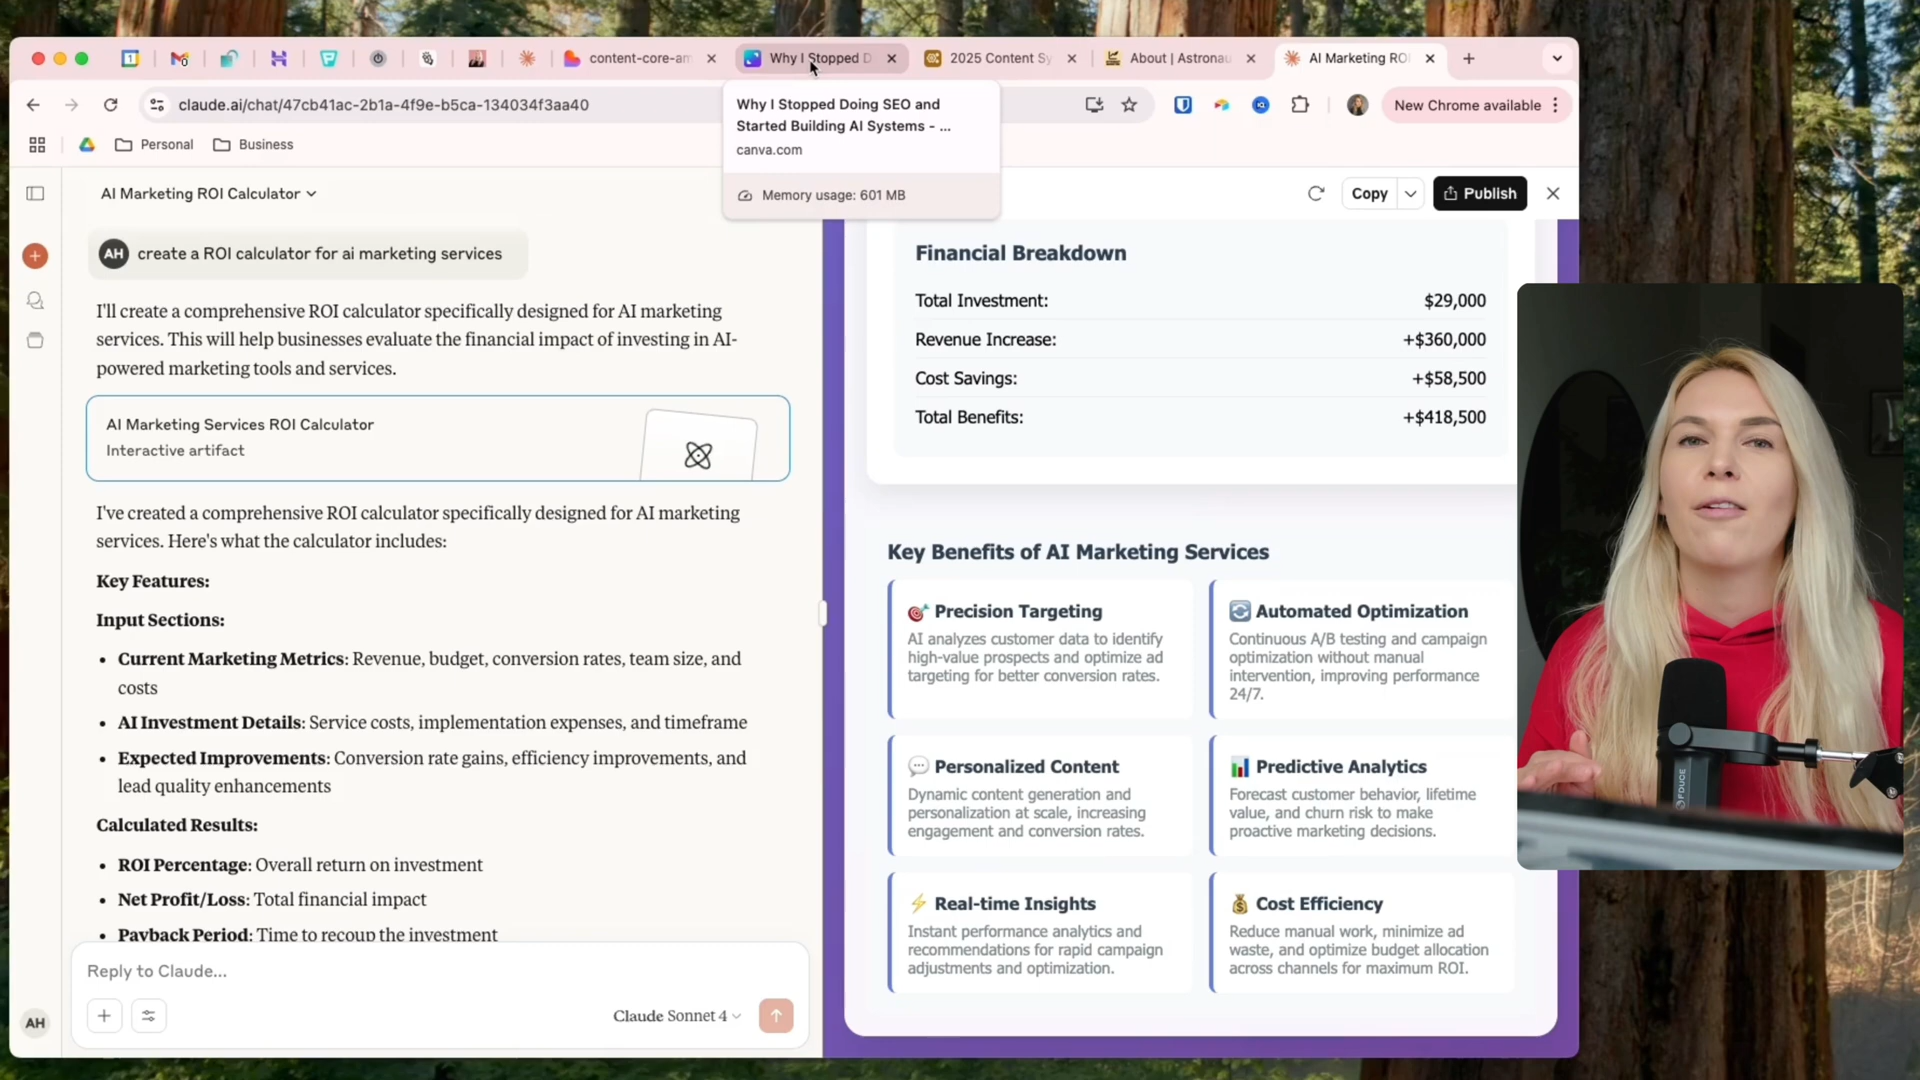 content-core-am
Why I Stopped D
2025 Content Sy
About | Astronau
AI Marketing ROI
claude.ai/chat/47cb41ac-2b1a-4f9e-b5ca-134034f3aa40
New Chrome available
Why I Stopped Doing SEO and
Started Building AI Systems - ...
canva.com
Memory usage: 601 MB
Personal
Business
AI Marketing ROI Calculator
Copy
Publish
AH
create a ROI calculator for ai marketing services
I'll create a comprehensive ROI calculator specifically designed for AI marketing
services. This will help businesses evaluate the financial impact of investing in AI-
powered marketing tools and services.
AI Marketing Services ROI Calculator
Interactive artifact
I've created a comprehensive ROI calculator specifically designed for AI marketing
services. Here's what the calculator includes:
Key Features:
Input Sections:
• Current Marketing Metrics: Revenue, budget, conversion rates, team size, and
costs
• AI Investment Details: Service costs, implementation expenses, and timeframe
• Expected Improvements: Conversion rate gains, efficiency improvements, and
lead quality enhancements
Calculated Results:
• ROI Percentage: Overall return on investment
• Net Profit/Loss: Total financial impact
• Payback Period: Time to recoup the investment
Reply to Claude...
Claude Sonnet 4
AH
Financial Breakdown
Total Investment: $29,000
Revenue Increase: +$360,000
Cost Savings: +$58,500
Total Benefits: +$418,500
Key Benefits of AI Marketing Services
🎯 Precision Targeting
AI analyzes customer data to identify
high-value prospects and optimize ad
targeting for better conversion rates.
🔄 Automated Optimization
Continuous A/B testing and campaign
optimization without manual
intervention, improving performance
24/7.
💬 Personalized Content
Dynamic content generation and
personalization at scale, increasing
engagement and conversion rates.
📊 Predictive Analytics
Forecast customer behavior, lifetime
value, and churn risk to make
proactive marketing decisions.
⚡ Real-time Insights
Instant performance analytics and
recommendations for rapid campaign
adjustments and optimization.
💰 Cost Efficiency
Reduce manual work, minimize ad
waste, and optimize budget allocation
across channels for maximum ROI.
FDUCE